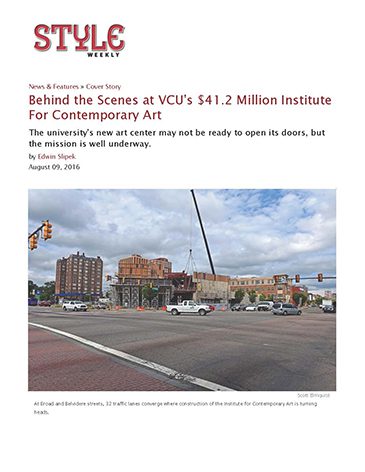 STYLE
WEEKLY
News & Features » Cover Story
Behind the Scenes at VCU's $41.2 Million Institute
For Contemporary Art
The university's new art center may not be ready to open its doors, but
the mission is well underway.
by Edwin Slipek
August 09, 2016
Scott Elmquist
At Broad and Belvidere streets, 32 traffic lanes converge where construction of the Institute for Contemporary Art is turning
heads.